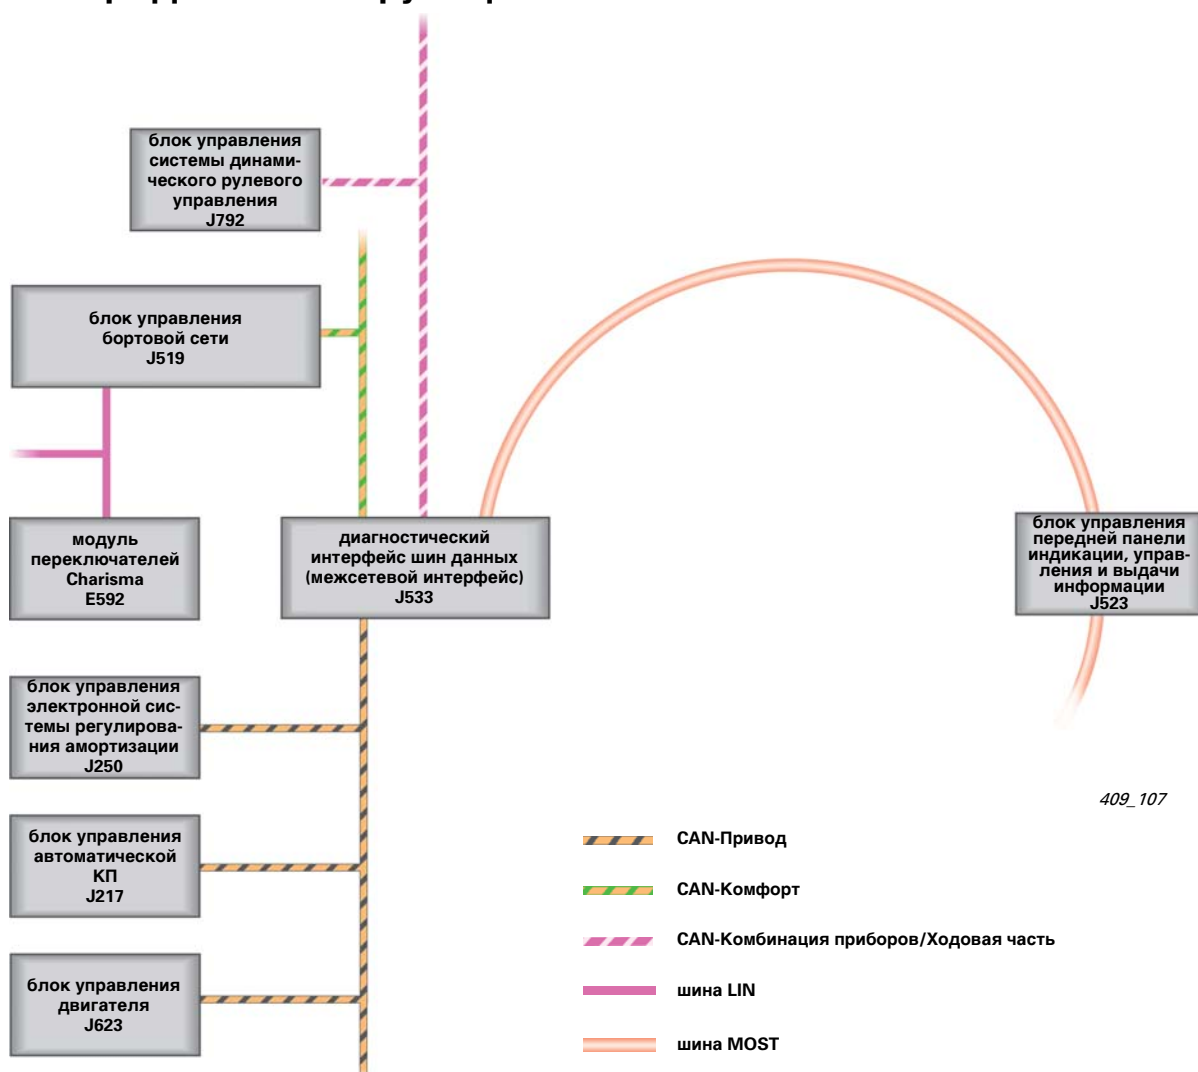 блок управления
системы динами-
ческого рулевого
управления
J792
блок управления
бортовой сети
J519
модуль
переключателей
Charisma
E592
диагностический
интерфейс шин данных
(межсетевой интерфейс)
J533
блок управления
передней панели
индикации, управ-
ления и выдачи
информации
J523
блок управления
электронной сис-
темы регулирова-
ния амортизации
J250
блок управления
автоматической
КП
J217
блок управления
двигателя
J623
409_107
CAN-Привод
CAN-Комфорт
CAN-Комбинация приборов/Ходовая часть
шина LIN
шина MOST